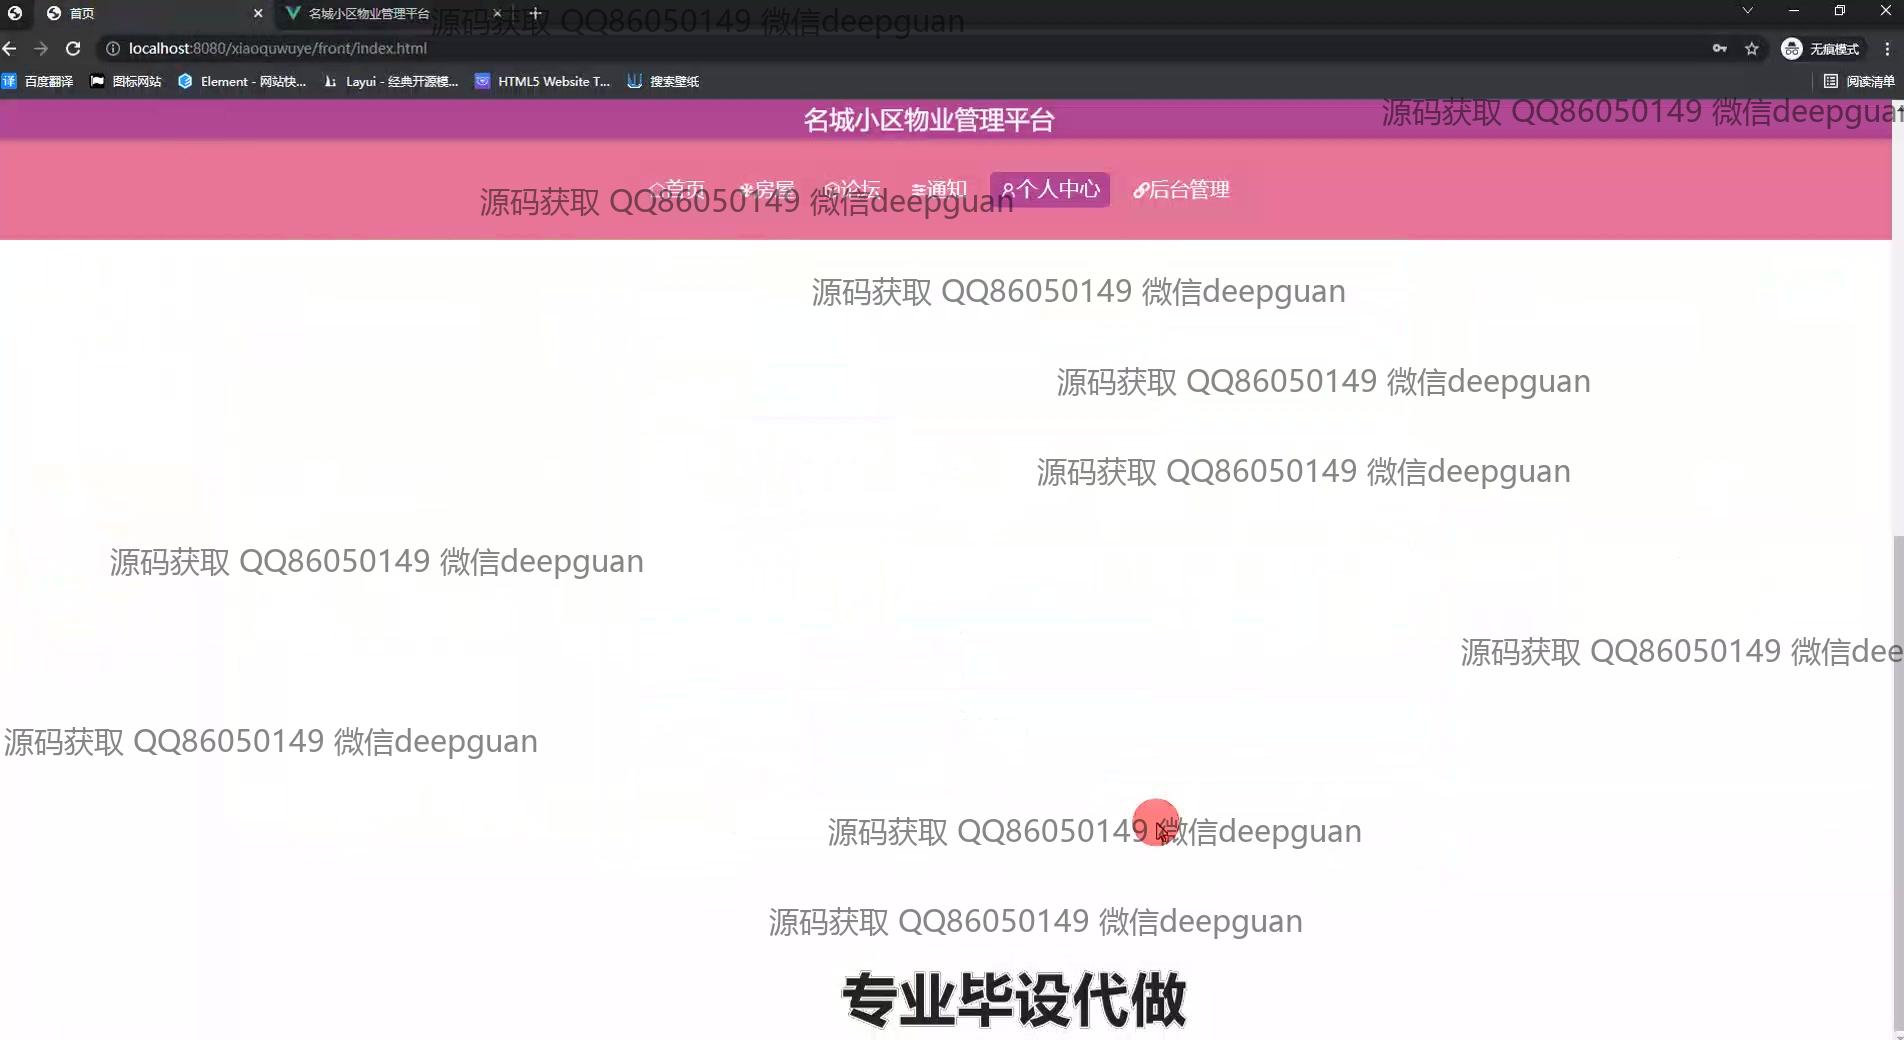 首页
名城小区物业管理平台
源码获取 QQ86050149 微信deepguan
localhost:8080/xiaoquwuye/front/index.html
无痕模式
百度翻译
图标网站
Element - 网站快...
Layui - 经典开源模...
HTML5 Website T...
搜索壁纸
阅读清单
名城小区物业管理平台
源码获取 QQ86050149 微信deepguan
首页
房屋
论坛
通知
个人中心
后台管理
源码获取 QQ86050149 微信deepguan
源码获取 QQ86050149 微信deepguan
源码获取 QQ86050149 微信deepguan
源码获取 QQ86050149 微信deepguan
源码获取 QQ86050149 微信deepguan
源码获取 QQ86050149 微信dee
源码获取 QQ86050149 微信deepguan
源码获取 QQ86050149 微信deepguan
源码获取 QQ86050149 微信deepguan
专业毕设代做